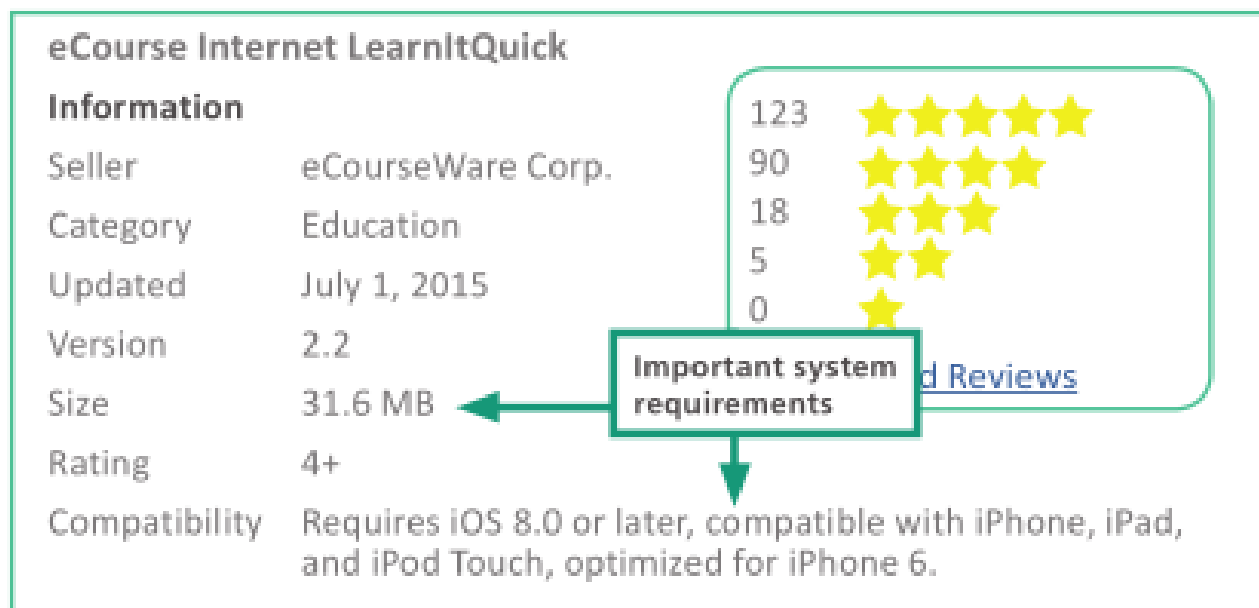 eCourse Internet LearnItQuick
Information
Seller eCourseWare Corp.
Category Education
Updated July 1, 2015
Version 2.2
Size 31.6 MB
Rating 4+
Compatibility Requires iOS 8.0 or later, compatible with iPhone, iPad,
and iPod Touch, optimized for iPhone 6.
123
90
18
5
0
d Reviews
Important system
requirements